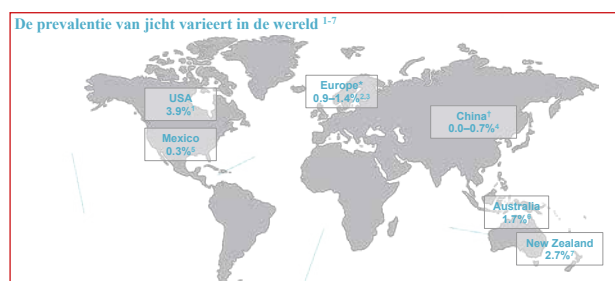 De prevalentie van jicht varieert in de wereld 1-7
USA
3.9%1
Mexico
0.3%5
Europe*
0.9–1.4%2,3
China†
0.0–0.7%4
Australia
1.7%6
New Zealand
2.7%7